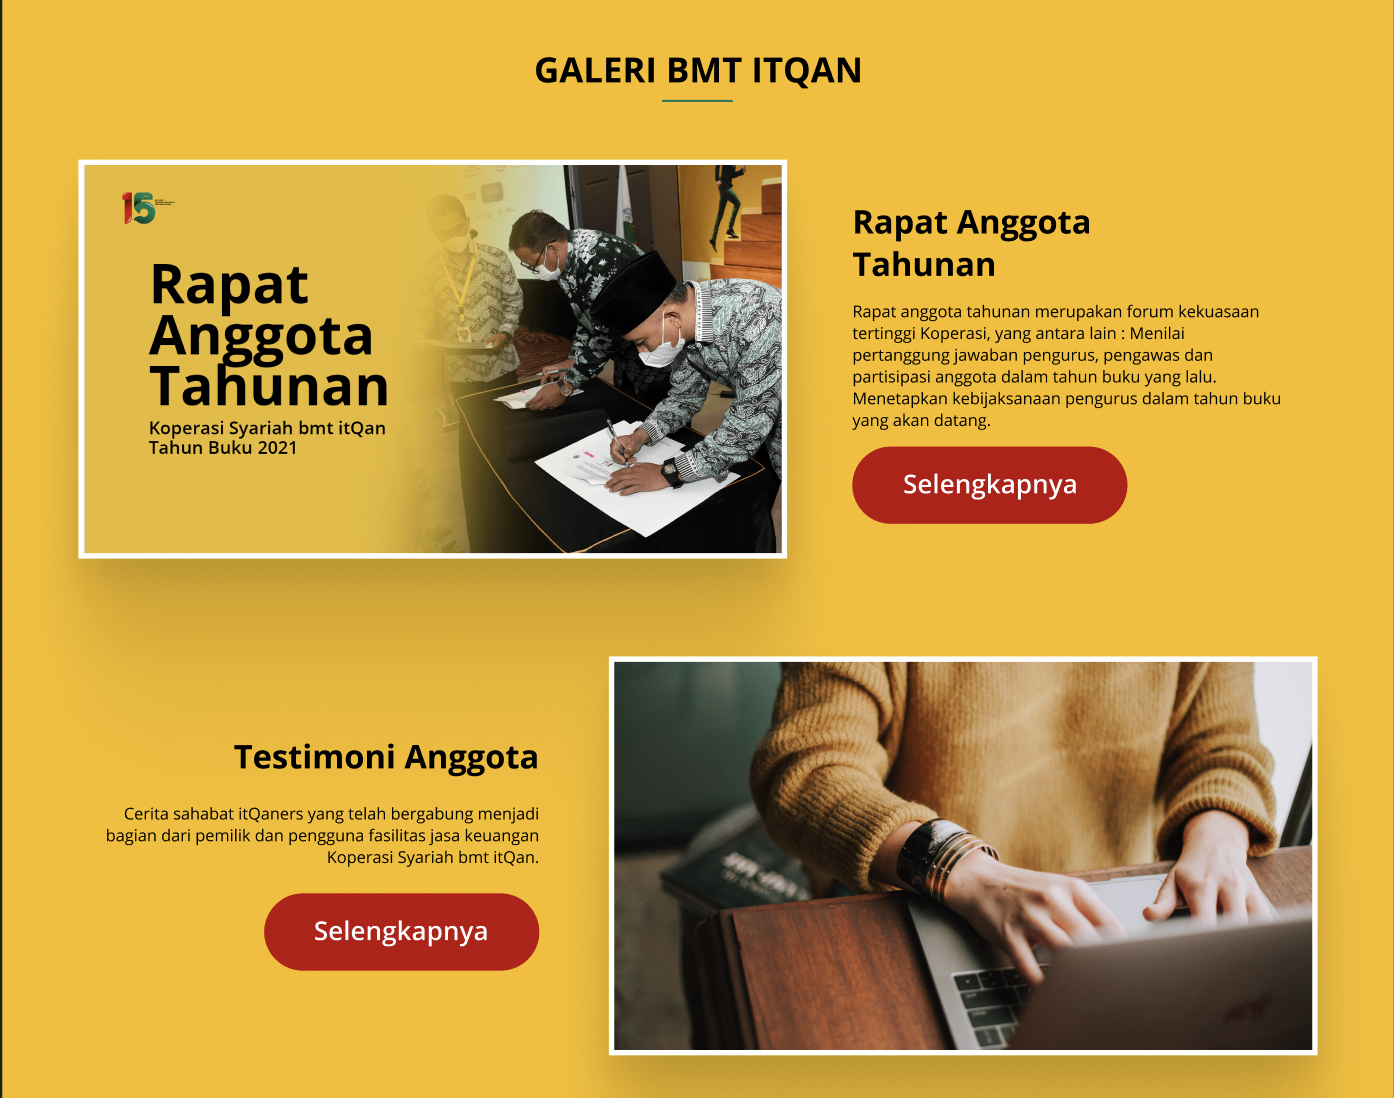 GALERI BMT ITQAN
15
Rapat
Anggota
Tahunan
Koperasi Syariah bmt itQan
Tahun Buku 2021
Rapat Anggota
Tahunan
Rapat anggota tahunan merupakan forum kekuasaan
tertinggi Koperasi, yang antara lain : Menilai
pertanggung jawaban pengurus, pengawas dan
partisipasi anggota dalam tahun buku yang lalu.
Menetapkan kebijaksanaan pengurus dalam tahun buku
yang akan datang.
Selengkapnya
Testimoni Anggota
Cerita sahabat itQaners yang telah bergabung menjadi
bagian dari pemilik dan pengguna fasilitas jasa keuangan
Koperasi Syariah bmt itQan.
Selengkapnya